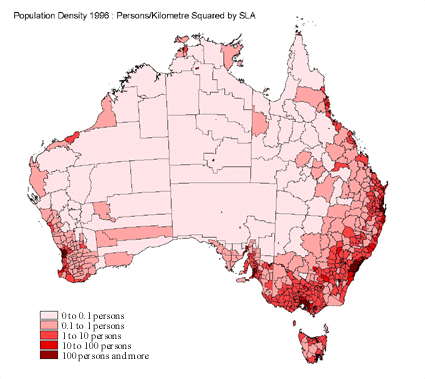 Population Density 1996 : Persons/Kilometre Squared by SLA
0 to 0.1 persons
0.1 to 1 persons
1 to 10 persons
10 to 100 persons
100 persons and more